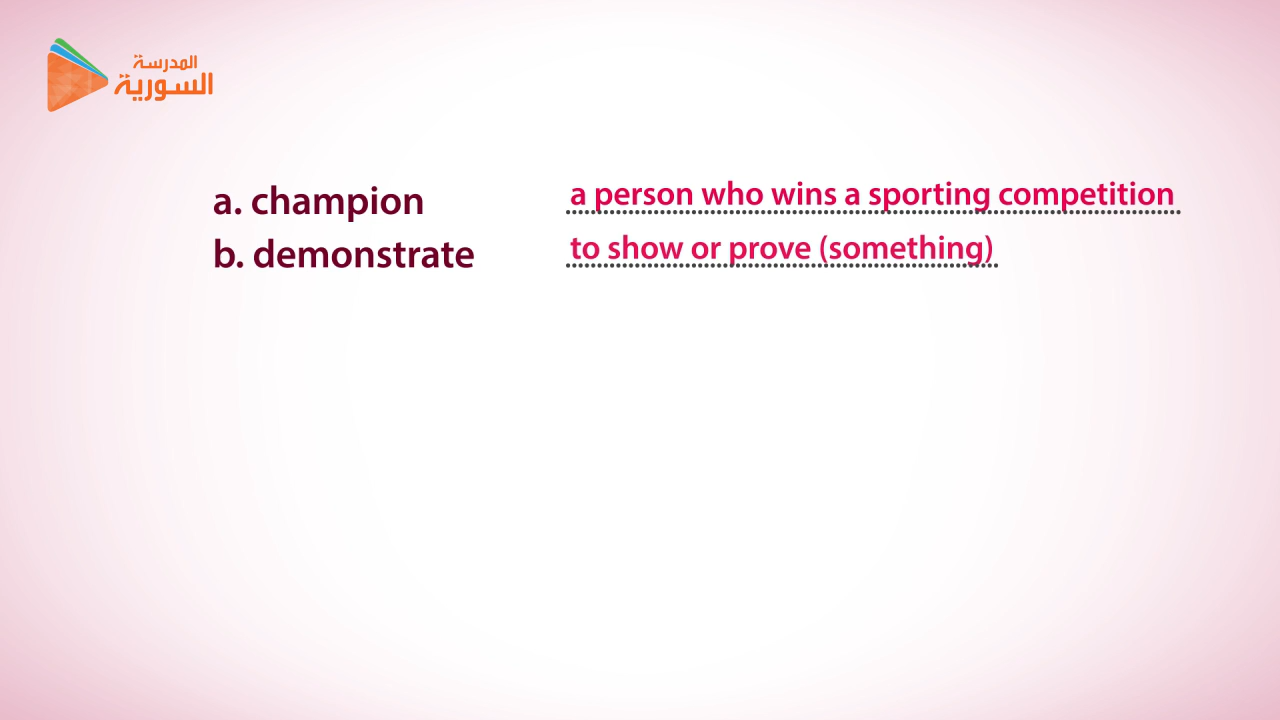 المدرسة
السورية
a. champion a person who wins a sporting competition
b. demonstrate to show or prove (something)